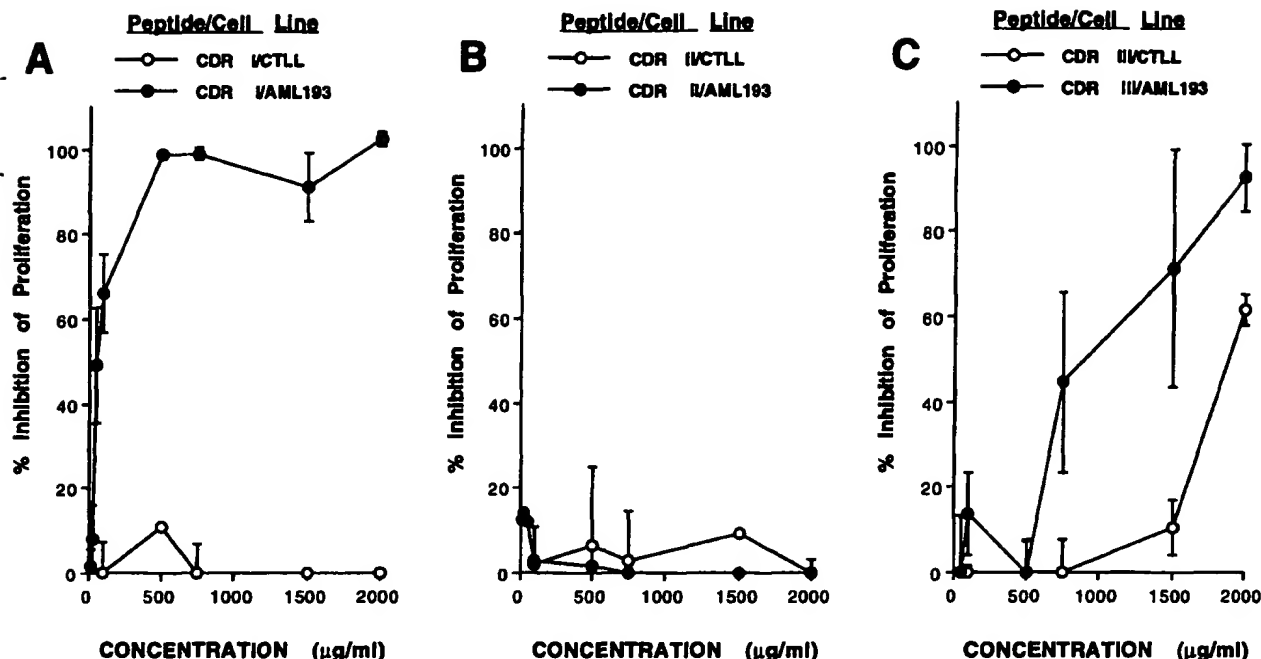 A
Peptide/Cell Line
CDR I/CTLL
CDR I/AML193
% Inhibition of Proliferation
100
80
60
40
20
0
0 500 1000 1500 2000
CONCENTRATION (µg/ml)
B
Peptide/Cell Line
CDR II/CTLL
CDR II/AML193
% Inhibition of Proliferation
100
80
60
40
20
0
0 500 1000 1500 2000
CONCENTRATION (µg/ml)
C
Peptide/Cell Line
CDR III/CTLL
CDR III/AML193
% Inhibition of Proliferation
100
80
60
40
20
0
0 500 1000 1500 2000
CONCENTRATION (µg/ml)